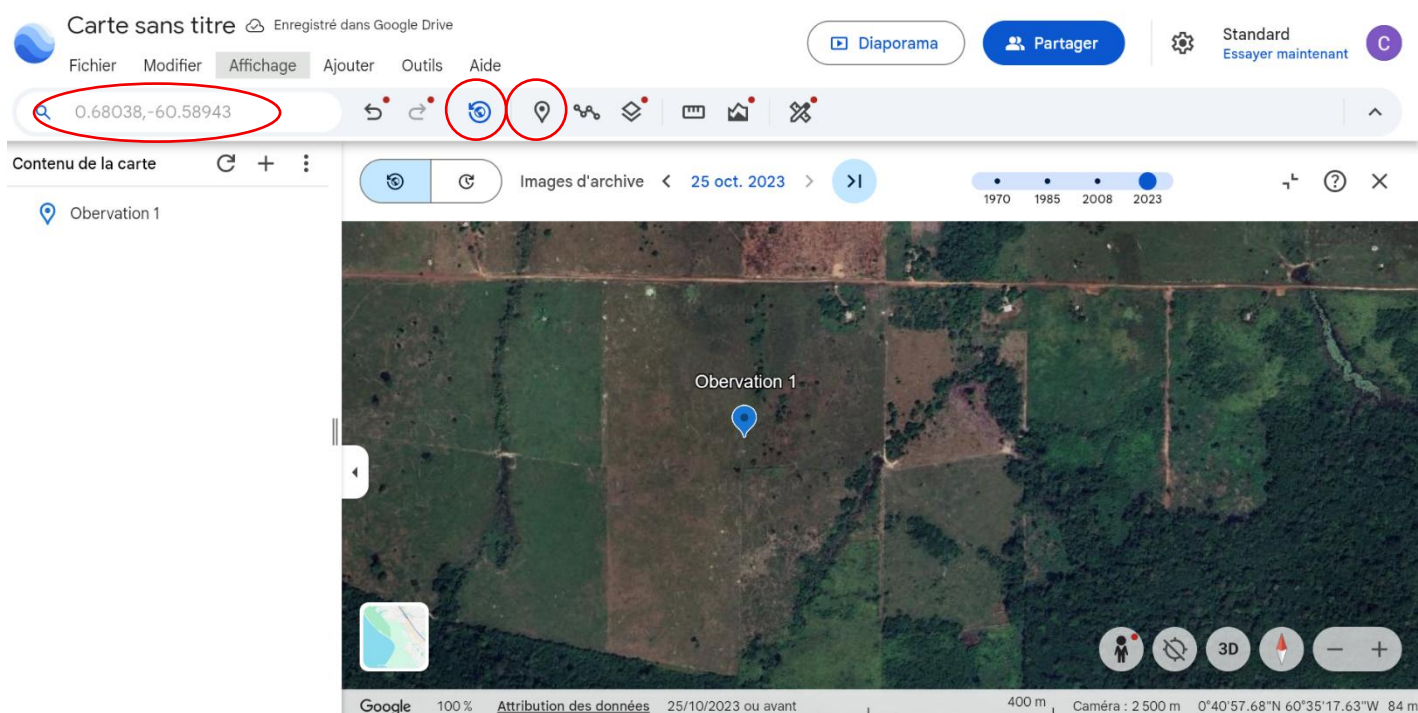 Carte sans titre Enregistré dans Google Drive
Fichier Modifier Affichage Ajouter Outils Aide
Diaporama
Partager
Standard
Essayer maintenant
C
0.68038,-60.58943
Contenu de la carte
Obervation 1
Images d'archive 25 oct. 2023
1970 1985 2008 2023
Obervation 1
3D
Google 100 % Attribution des données 25/10/2023 ou avant 400 m Caméra : 2 500 m 0°40'57.68"N 60°35'17.63"W 84 m